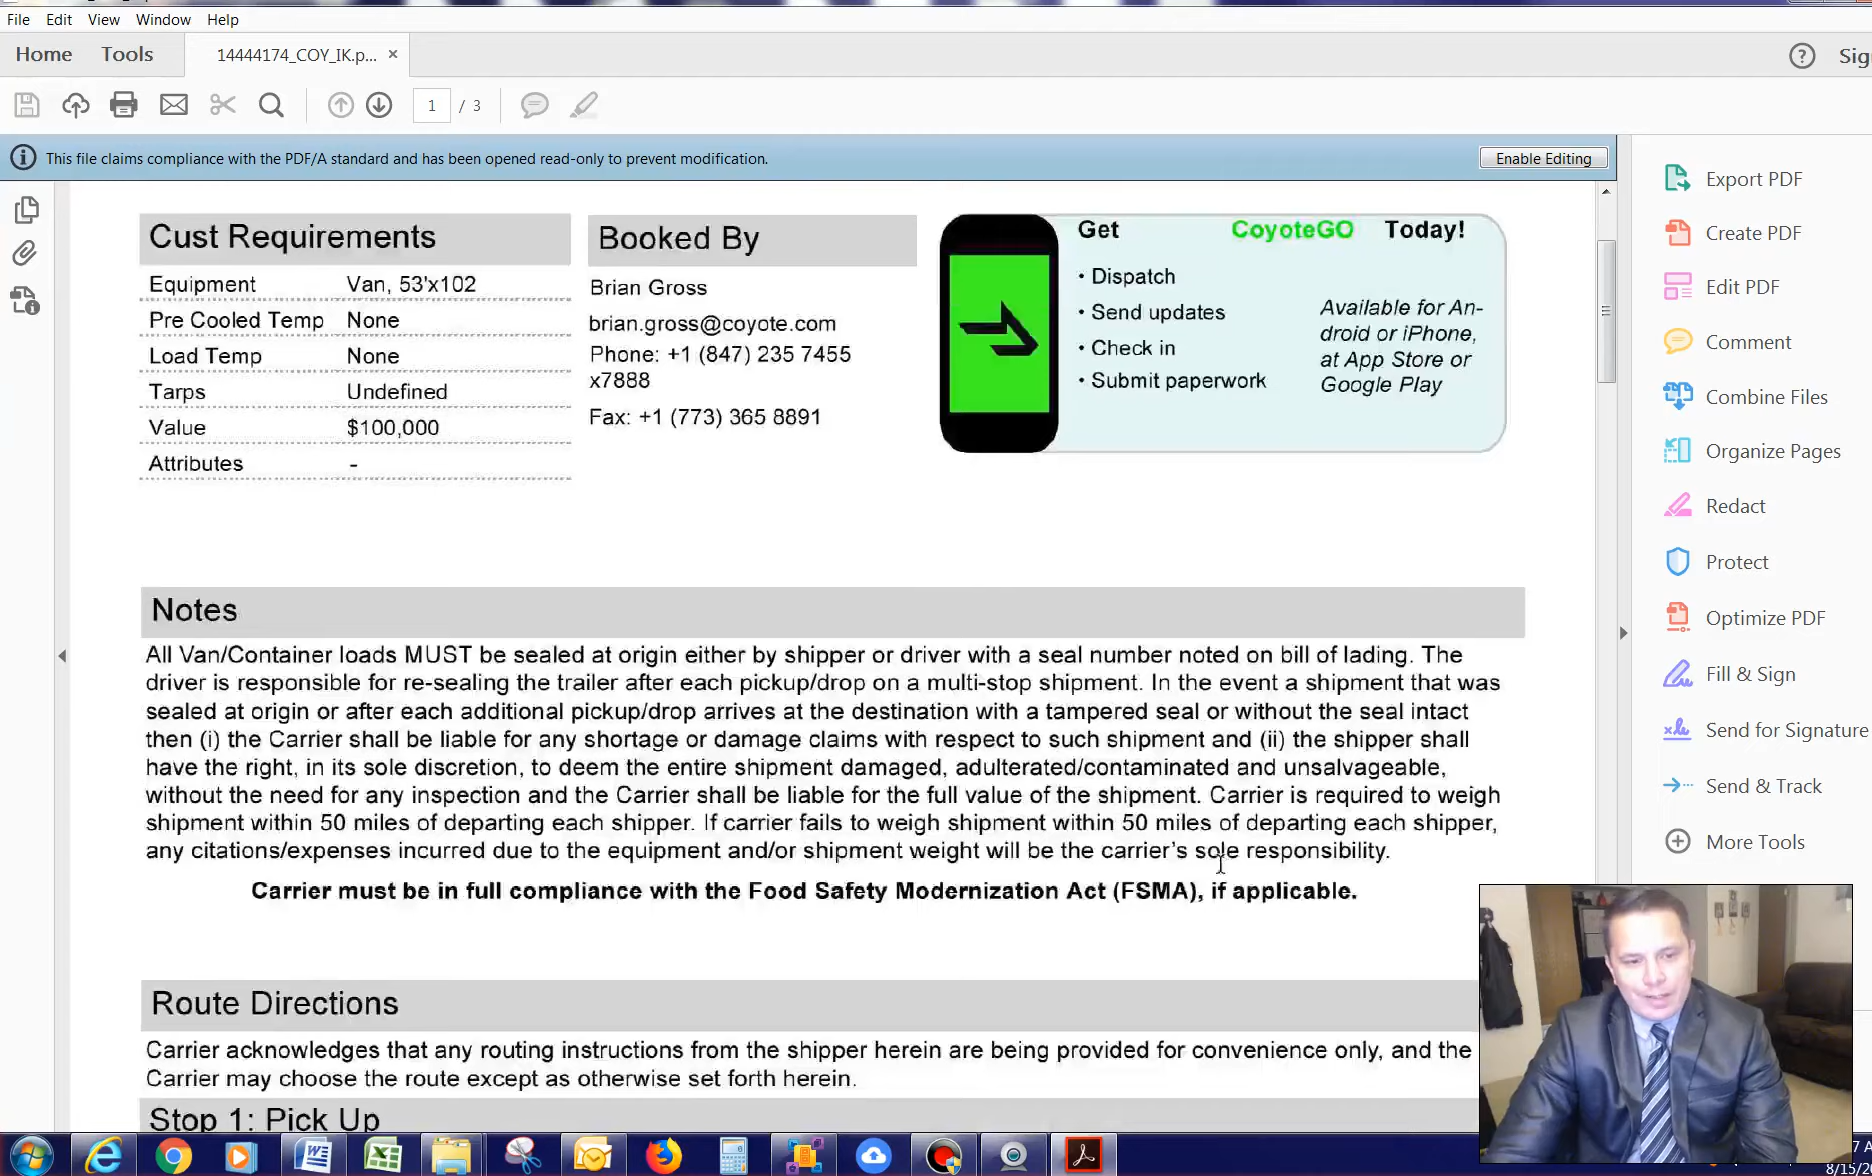 File Edit View Window Help
Home Tools 14444174_COY_IK.p... ×
1 / 3
This file claims compliance with the PDF/A standard and has been opened read-only to prevent modification.
Enable Editing
Cust Requirements
Equipment Van, 53'x102
Pre Cooled Temp None
Load Temp None
Tarps Undefined
Value $100,000
Attributes -
Booked By
Brian Gross
brian.gross@coyote.com
Phone: +1 (847) 235 7455
x7888
Fax: +1 (773) 365 8891
Get CoyoteGO Today!
• Dispatch
• Send updates
• Check in
• Submit paperwork
Available for An-
droid or iPhone,
at App Store or
Google Play
Notes
All Van/Container loads MUST be sealed at origin either by shipper or driver with a seal number noted on bill of lading. The
driver is responsible for re-sealing the trailer after each pickup/drop on a multi-stop shipment. In the event a shipment that was
sealed at origin or after each additional pickup/drop arrives at the destination with a tampered seal or without the seal intact
then (i) the Carrier shall be liable for any shortage or damage claims with respect to such shipment and (ii) the shipper shall
have the right, in its sole discretion, to deem the entire shipment damaged, adulterated/contaminated and unsalvageable,
without the need for any inspection and the Carrier shall be liable for the full value of the shipment. Carrier is required to weigh
shipment within 50 miles of departing each shipper. If carrier fails to weigh shipment within 50 miles of departing each shipper,
any citations/expenses incurred due to the equipment and/or shipment weight will be the carrier's sole responsibility.
Carrier must be in full compliance with the Food Safety Modernization Act (FSMA), if applicable.
Route Directions
Carrier acknowledges that any routing instructions from the shipper herein are being provided for convenience only, and the
Carrier may choose the route except as otherwise set forth herein.
Stop 1: Pick Up
Sig
Export PDF
Create PDF
Edit PDF
Comment
Combine Files
Organize Pages
Redact
Protect
Optimize PDF
Fill & Sign
Send for Signature
Send & Track
More Tools
7 A
8/15/2